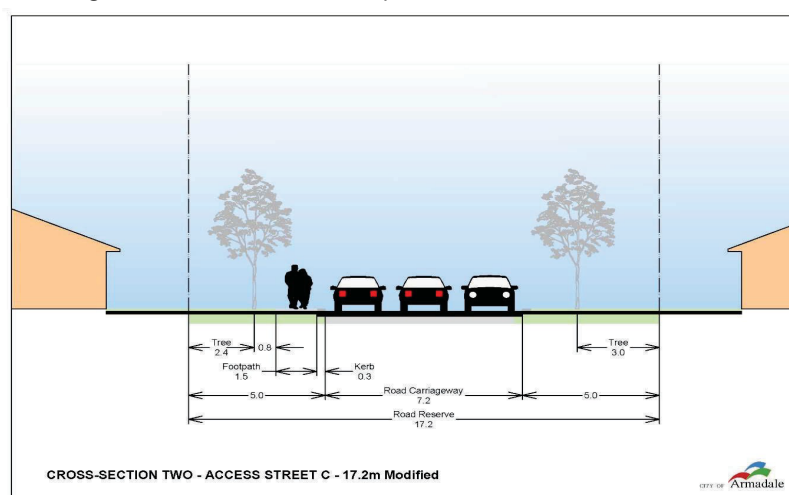 Tree
2.4
0.8
Tree
3.0
Footpath
1.5
Kerb
0.3
5.0
Road Carriageway
7.2
5.0
Road Reserve
17.2
CROSS-SECTION TWO - ACCESS STREET C - 17.2m Modified
CITY OF Armadale